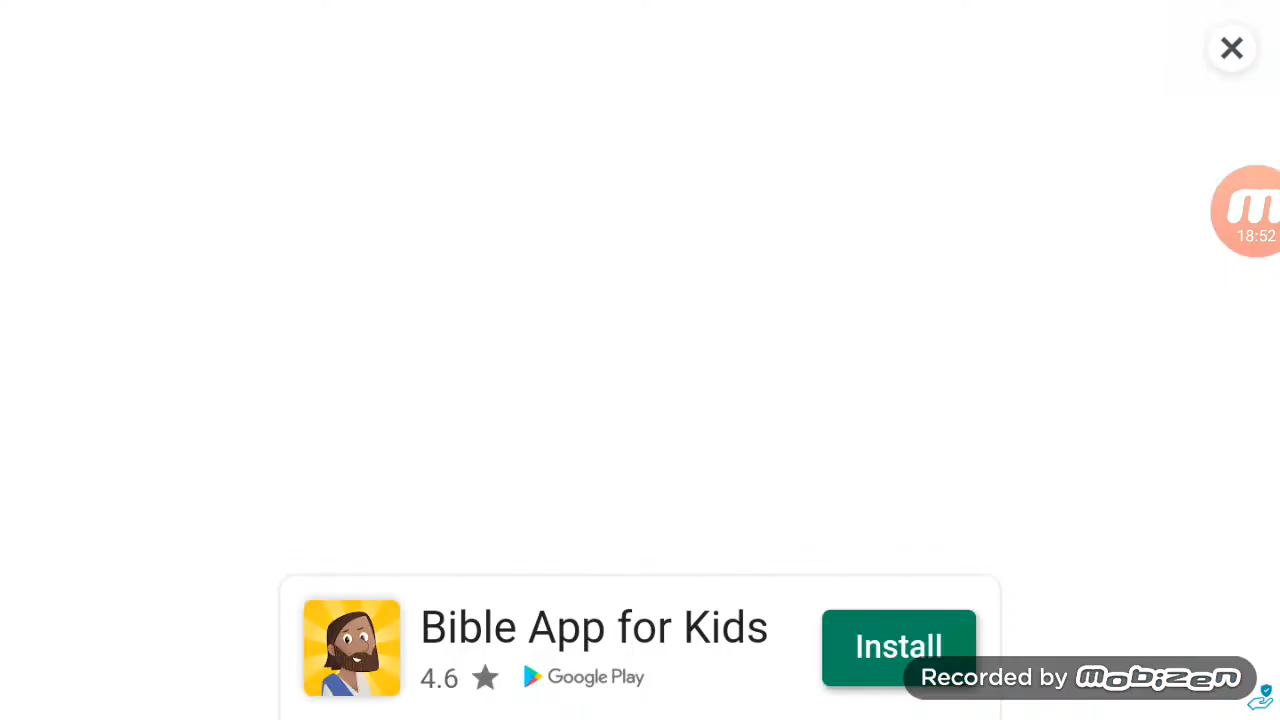 18:52
Bible App for Kids
4.6 ★ Google Play
Install
Recorded by mobizen